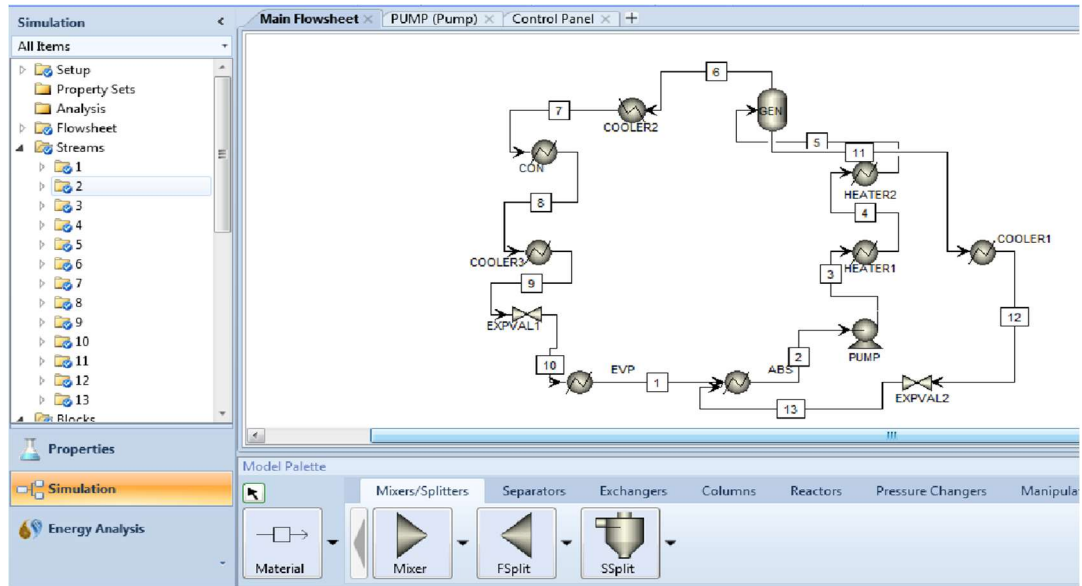 Simulation
All Items
Setup
Property Sets
Analysis
Flowsheet
Streams
1
2
3
4
5
6
7
8
9
10
11
12
13
Blocks
Properties
Simulation
Energy Analysis
Main Flowsheet PUMP (Pump) Control Panel
6
7
COOLER2
GEN
5
11
CON
HEATER2
8
4
COOLER1
COOLER3
HEATER1
9
3
EXPVAL1
12
10
EVP
1
ABS
2
PUMP
EXPVAL2
13
Model Palette
Mixers/Splitters Separators Exchangers Columns Reactors Pressure Changers Manipula
Material Mixer FSplit SSplit